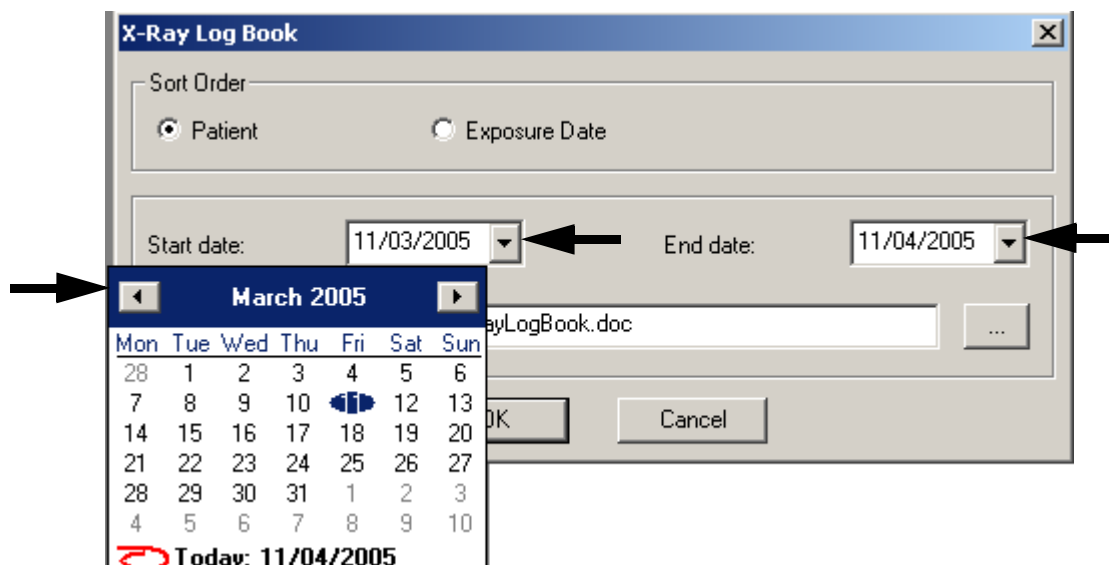 X-Ray Log Book
Sort Order
Patient Exposure Date
Start date: 11/03/2005 End date: 11/04/2005
March 2005
ayLogBook.doc ...
Mon Tue Wed Thu Fri Sat Sun
28 1 2 3 4 5 6
7 8 9 10 12 13
14 15 16 17 18 19 20
21 22 23 24 25 26 27
28 29 30 31 1 2 3
4 5 6 7 8 9 10
Today: 11/04/2005
Cancel